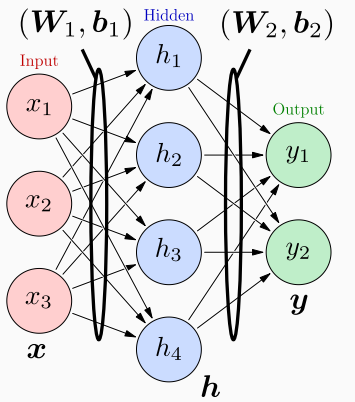 (W₁, b₁)
Hidden
(W₂, b₂)
Input
h₁
x₁
Output
h₂
y₁
x₂
h₃
y₂
x₃
y
x
h₄
h